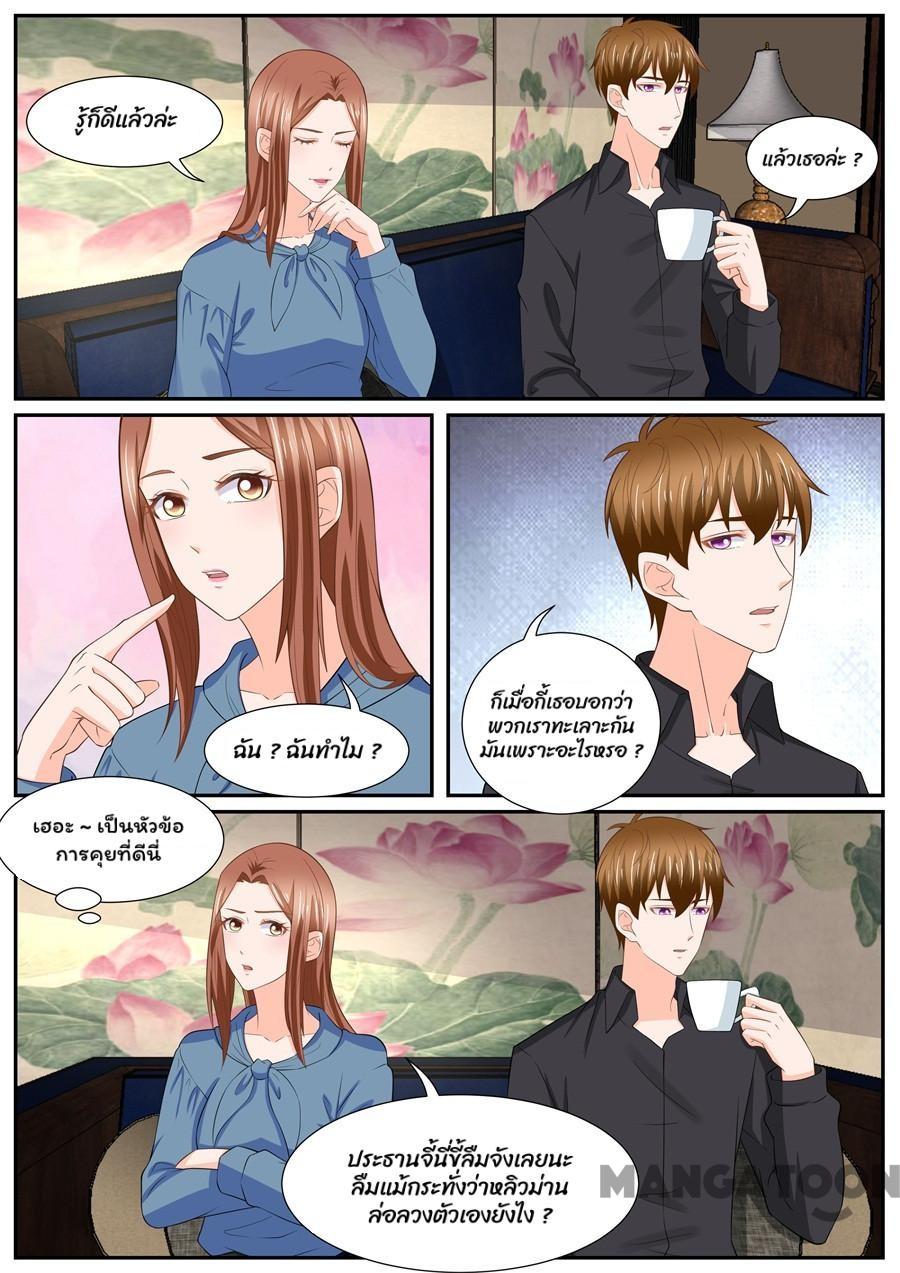 รู้ก็ดีแล้วล่ะ
แล้วเธอล่ะ ?
ฉัน ? ฉันทำไม ?
ก็เมื่อกี้เธอบอกว่า
พวกเราทะเลาะกัน
มันเพราะอะไรหรอ ?
เฮอะ ~ เป็นหัวข้อ
การคุยที่ดีนี่
ประธานจี้นี่ขี้ลืมจังเลยนะ
ลืมแม้กระทั่งว่าหลิวม่าน
ล่อลวงตัวเองยังไง ?
MANGATOON